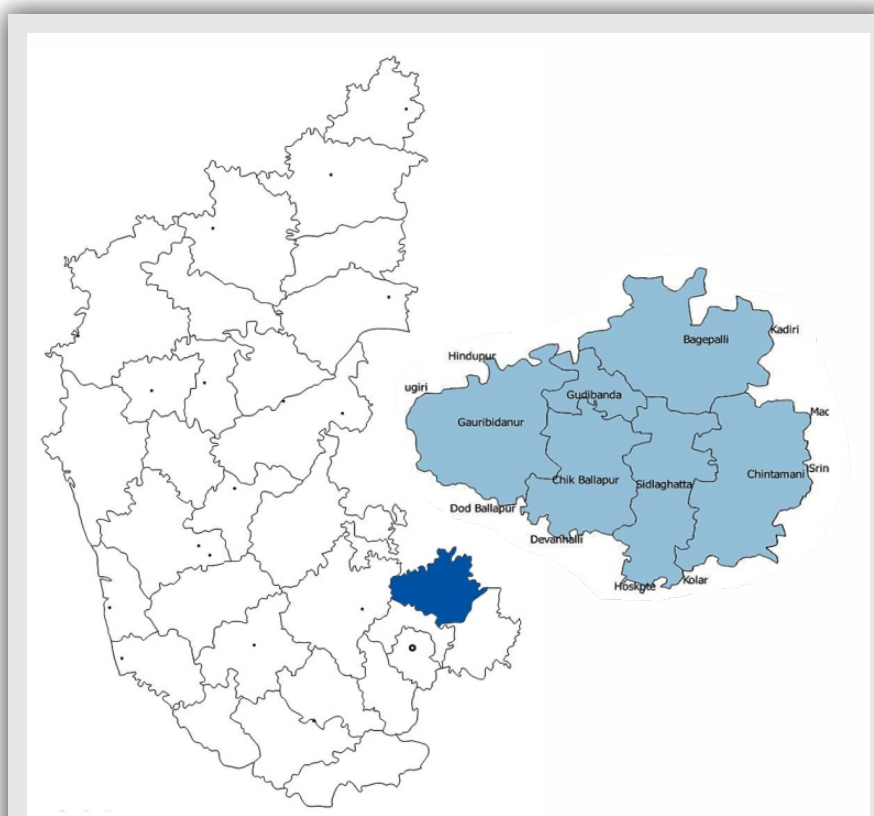 Kadiri
Bagepalli
Hindupur
ugiri
Gudibanda
Mac
Gauribidanur
Srin
Chintamani
Chik Ballapur
Sidlaghatta
Dod Ballapur
Devanhalli
Kolar
Hoskote